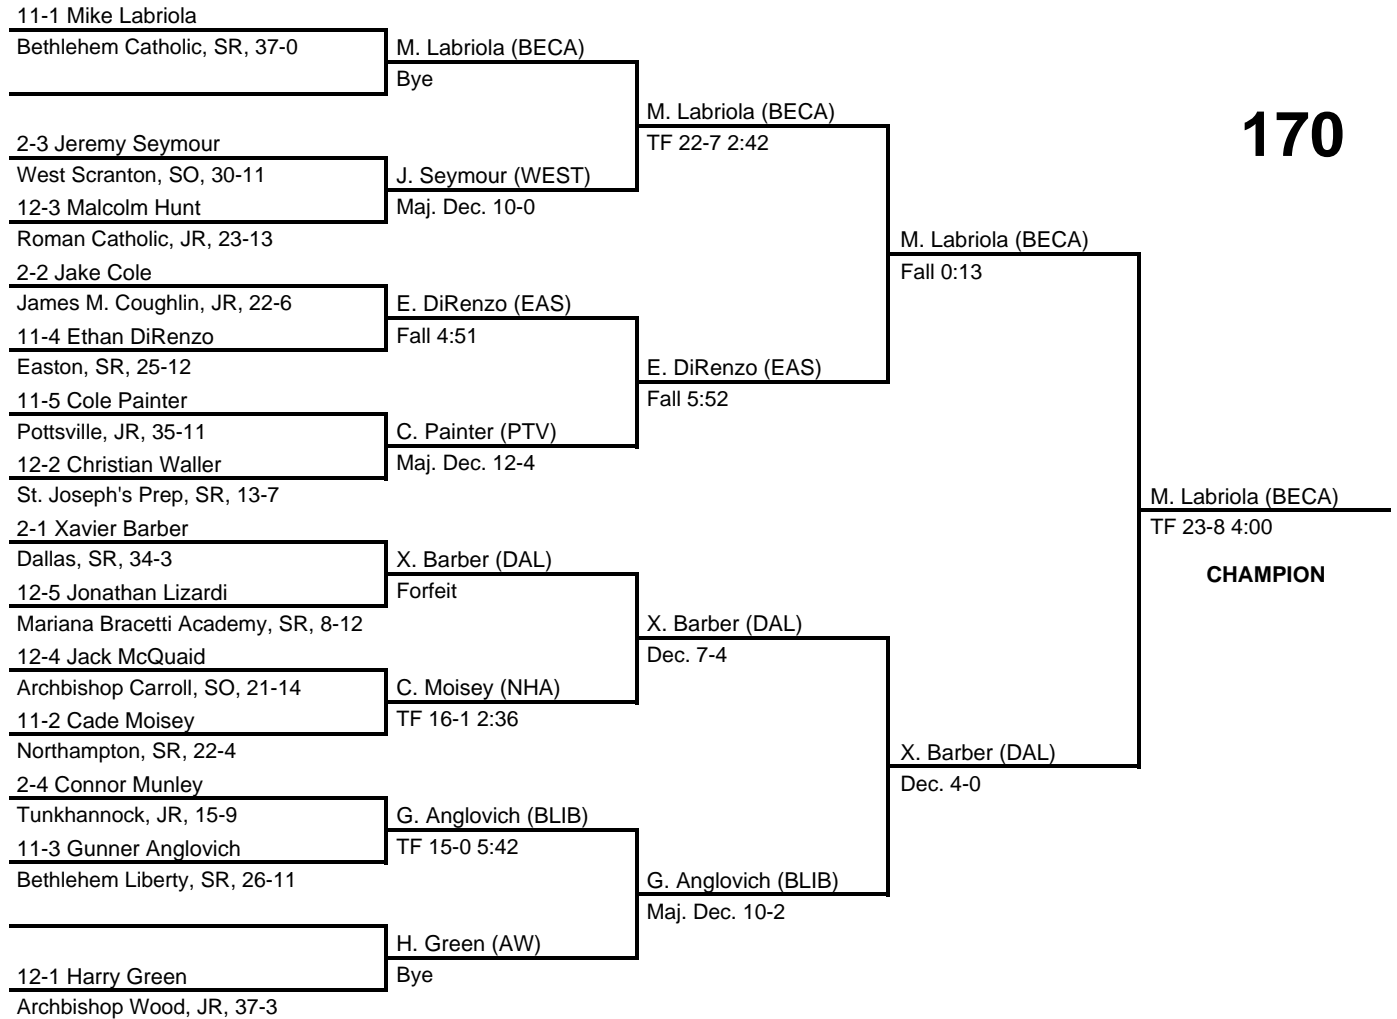 11-1 Mike Labriola
Bethlehem Catholic, SR, 37-0
M. Labriola (BECA)
Bye
M. Labriola (BECA)
TF 22-7 2:42
170
2-3 Jeremy Seymour
West Scranton, SO, 30-11
J. Seymour (WEST)
12-3 Malcolm Hunt
Maj. Dec. 10-0
Roman Catholic, JR, 23-13
M. Labriola (BECA)
Fall 0:13
2-2 Jake Cole
James M. Coughlin, JR, 22-6
E. DiRenzo (EAS)
11-4 Ethan DiRenzo
Fall 4:51
Easton, SR, 25-12
E. DiRenzo (EAS)
Fall 5:52
11-5 Cole Painter
Pottsville, JR, 35-11
C. Painter (PTV)
12-2 Christian Waller
Maj. Dec. 12-4
St. Joseph's Prep, SR, 13-7
M. Labriola (BECA)
TF 23-8 4:00
CHAMPION
2-1 Xavier Barber
Dallas, SR, 34-3
X. Barber (DAL)
12-5 Jonathan Lizardi
Forfeit
Mariana Bracetti Academy, SR, 8-12
X. Barber (DAL)
Dec. 7-4
12-4 Jack McQuaid
Archbishop Carroll, SO, 21-14
C. Moisey (NHA)
11-2 Cade Moisey
TF 16-1 2:36
Northampton, SR, 22-4
X. Barber (DAL)
Dec. 4-0
2-4 Connor Munley
Tunkhannock, JR, 15-9
G. Anglovich (BLIB)
11-3 Gunner Anglovich
TF 15-0 5:42
Bethlehem Liberty, SR, 26-11
G. Anglovich (BLIB)
Maj. Dec. 10-2
H. Green (AW)
12-1 Harry Green
Bye
Archbishop Wood, JR, 37-3